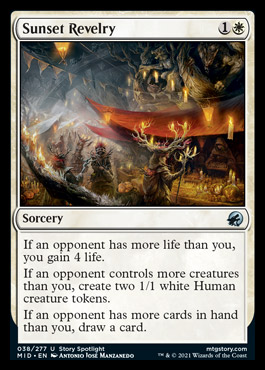 Sunset Revelry 1
Sorcery
If an opponent has more life than you,
you gain 4 life.
If an opponent controls more creatures
than you, create two 1/1 white Human
creature tokens.
If an opponent has more cards in hand
than you, draw a card.
038/277 U Story Spotlight mtgstory.com
MID • EN Antonio José Manzanedo ™ & © 2021 Wizards of the Coast